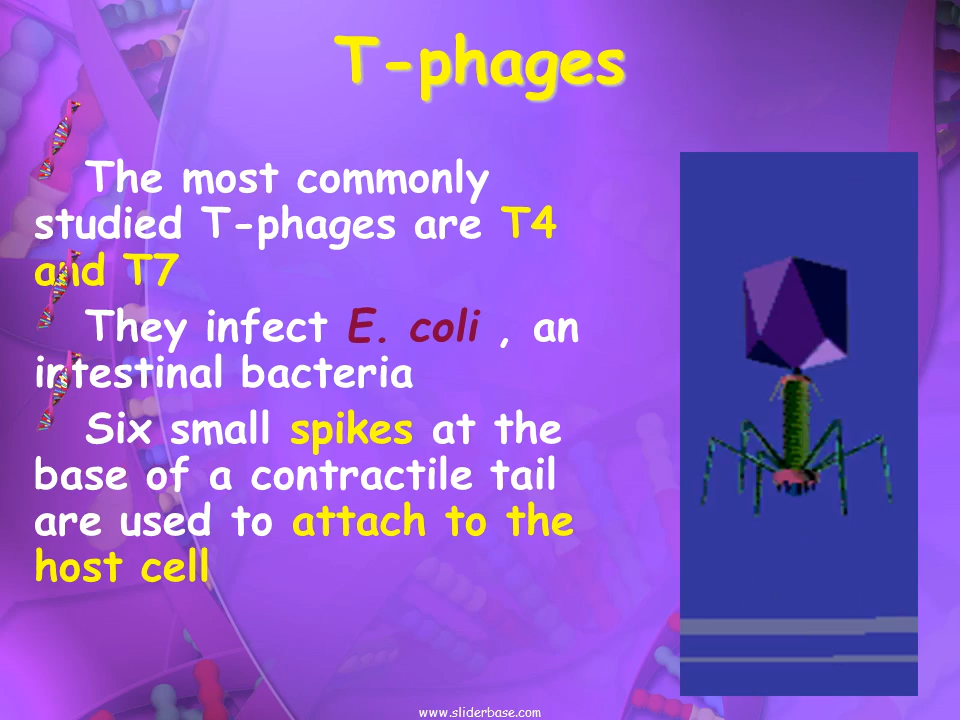 T-phages
The most commonly
studied T-phages are T4
and T7
They infect E. coli , an
intestinal bacteria
Six small spikes at the
base of a contractile tail
are used to attach to the
host cell
www.sliderbase.com